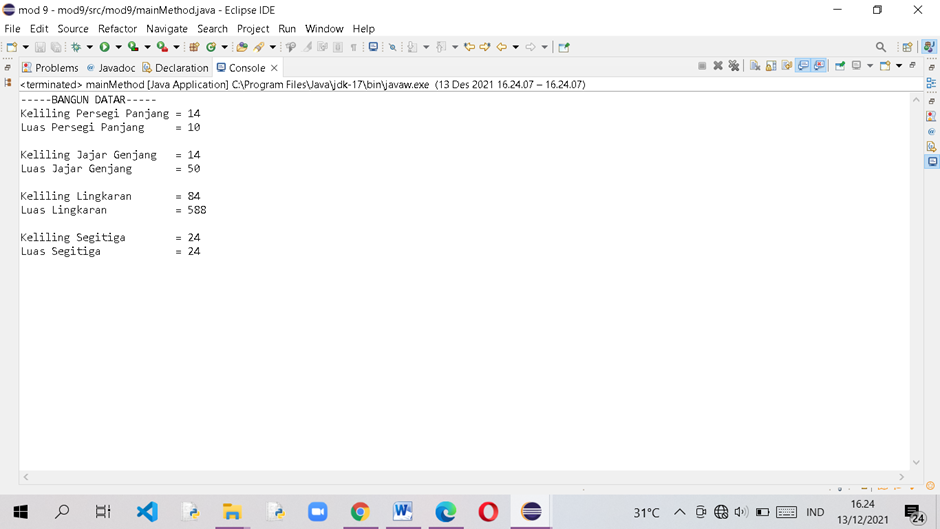 mod 9 - mod9/src/mod9/mainMethod.java - Eclipse IDE
File Edit Source Refactor Navigate Search Project Run Window Help
Problems @ Javadoc Declaration Console
<terminated> mainMethod [Java Application] C:\Program Files\Java\jdk-17\bin\javaw.exe (13 Des 2021 16.24.07 – 16.24.07)
-----BANGUN DATAR-----
Keliling Persegi Panjang = 14
Luas Persegi Panjang = 10
Keliling Jajar Genjang = 14
Luas Jajar Genjang = 50
Keliling Lingkaran = 84
Luas Lingkaran = 588
Keliling Segitiga = 24
Luas Segitiga = 24
31°C IND 16.24
13/12/2021 24